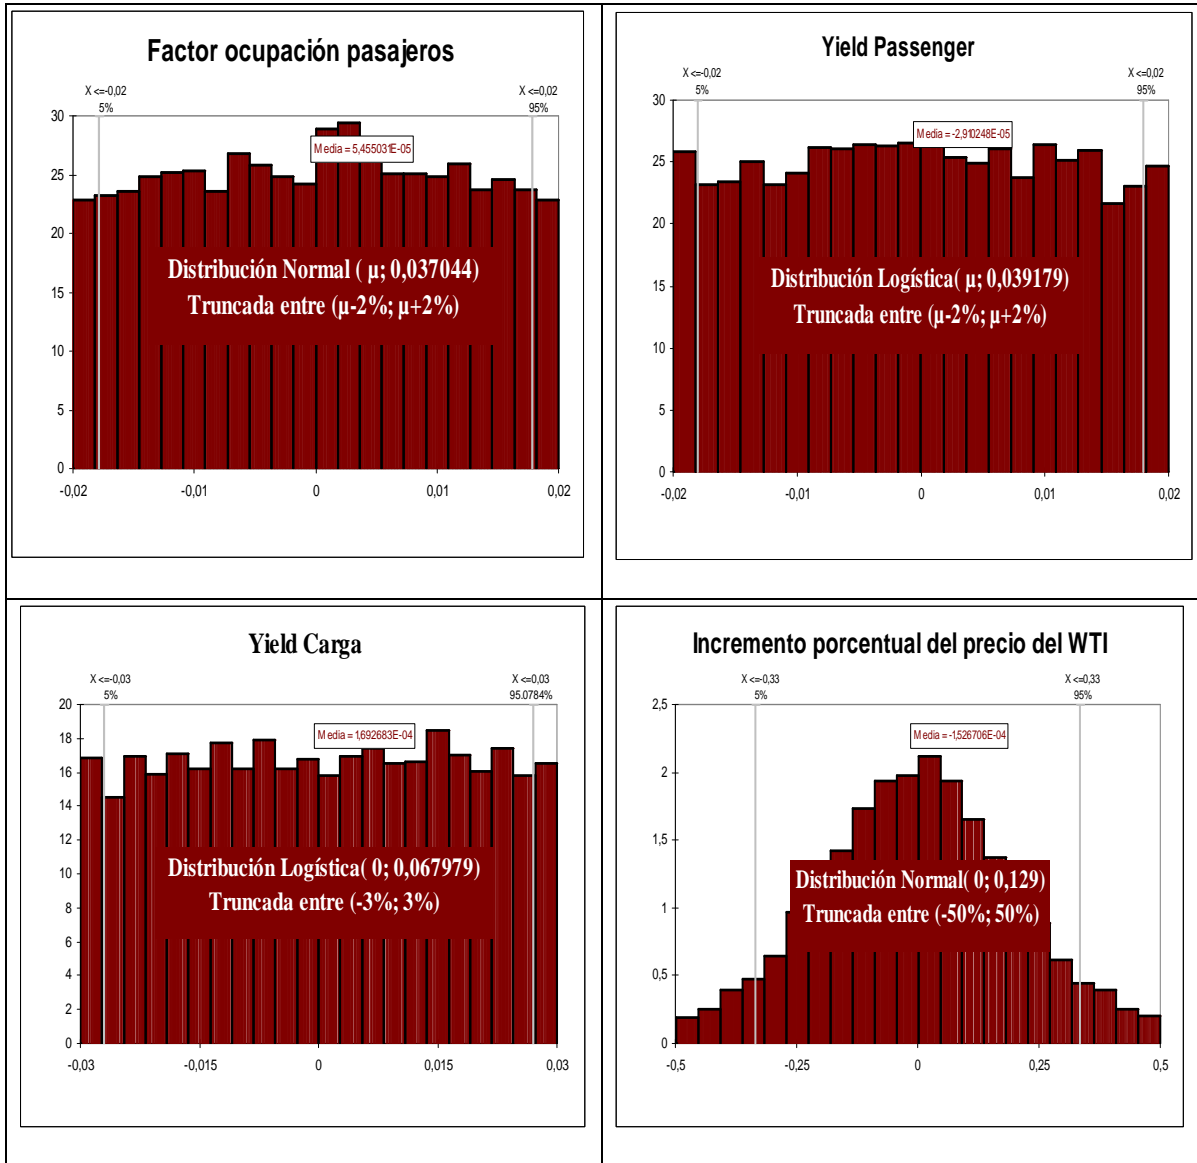 Factor ocupación pasajeros
X <=-0,02
5%
X <=0,02
95%
30
25
20
15
10
5
0
Media = 5,455031E-05
Distribución Normal ( µ; 0,037044)
Truncada entre (µ-2%; µ+2%)
-0,02
-0,01
0
0,01
0,02
Yield Passenger
X <=-0,02
5%
X <=0,02
95%
30
25
20
15
10
5
0
Media = -2,910248E-05
Distribución Logística( µ; 0,039179)
Truncada entre (µ-2%; µ+2%)
-0,02
-0,01
0
0,01
0,02
Yield Carga
X <=-0,03
5%
X <=0,03
95.0784%
20
18
16
14
12
10
8
6
4
2
0
Media = 1,692683E-04
Distribución Logística( 0; 0,067979)
Truncada entre (-3%; 3%)
-0,03
-0,015
0
0,015
0,03
Incremento porcentual del precio del WTI
X <=-0,33
5%
X <=0,33
95%
2,5
2
1,5
1
0,5
0
Media = -1,526706E-04
Distribución Normal( 0; 0,129)
Truncada entre (-50%; 50%)
-0,5
-0,25
0
0,25
0,5